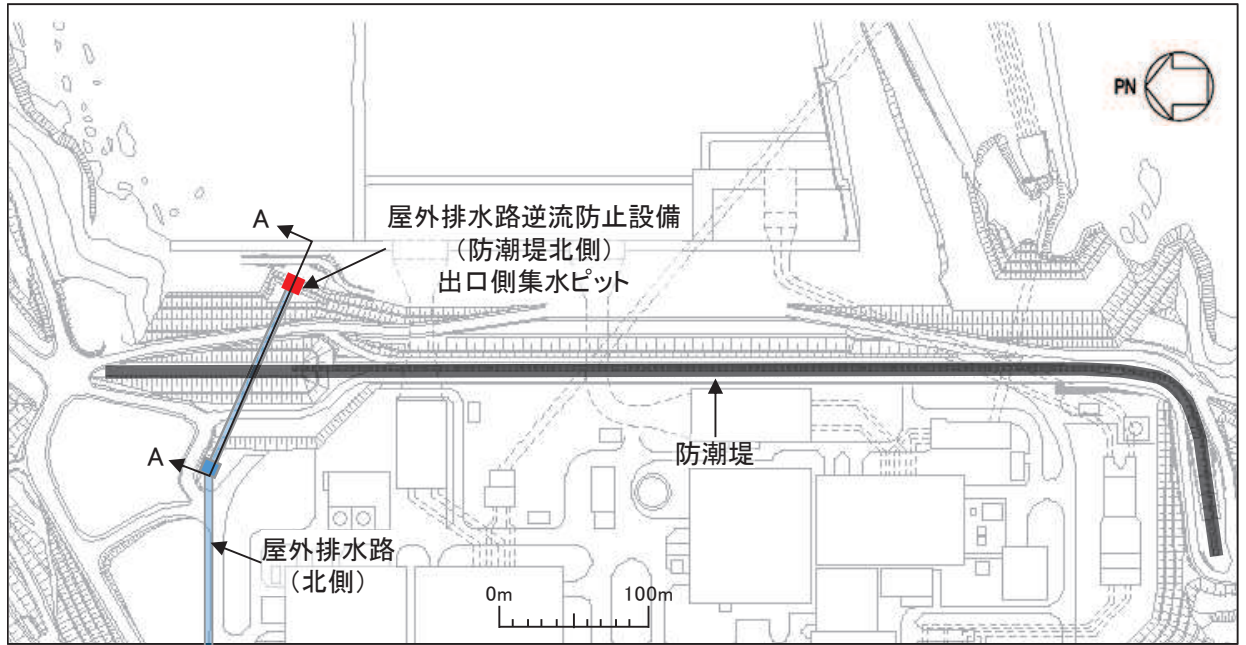 PN
A
屋外排水路逆流防止設備
（防潮堤北側）
出口側集水ピット
A
防潮堤
屋外排水路
（北側）
0m
100m